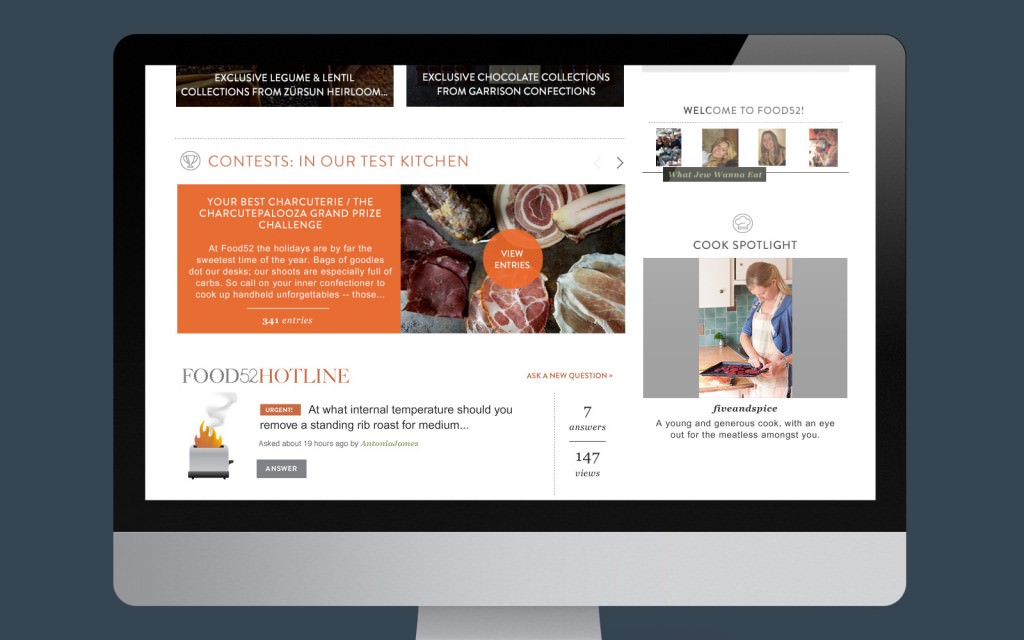 EXCLUSIVE LEGUME & LENTIL
COLLECTIONS FROM ZÜRSUN HEIRLOOM...
EXCLUSIVE CHOCOLATE COLLECTIONS
FROM GARRISON CONFECTIONS
CONTESTS: IN OUR TEST KITCHEN
YOUR BEST CHARCUTERIE / THE
CHARCUTEPALOOZA GRAND PRIZE
CHALLENGE
At Food52 the holidays are by far the
sweetest time of the year. Bags of goodies
dot our desks; our shoots are especially full of
carbs. So call on your inner confectioner to
cook up handheld unforgettables -- those...
341 entries
VIEW
ENTRIES
FOOD52HOTLINE
ASK A NEW QUESTION »
URGENT! At what internal temperature should you
remove a standing rib roast for medium...
Asked about 19 hours ago by AntoniaJames
ANSWER
7
answers
147
views
WELCOME TO FOOD52!
What Jew Wanna Eat
COOK SPOTLIGHT
fiveandspice
A young and generous cook, with an eye
out for the meatless amongst you.